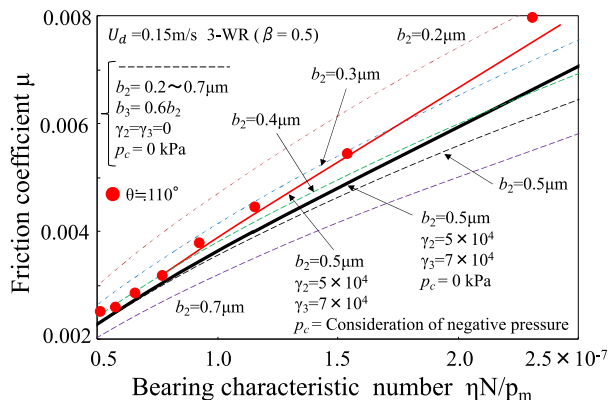 0.008
0.006
0.004
0.002
Friction coefficient μ
U_d =0.15m/s 3-WR ( β = 0.5)
b₂ = 0.2〜0.7μm
b₃ = 0.6b₂
γ₂=γ₃=0
p_c = 0 kPa
θ≒110°
b₂=0.2μm
b₂=0.3μm
b₂=0.4μm
b₂=0.5μm
b₂=0.5μm
γ₂=5×10⁴
γ₃=7×10⁴
p_c = 0 kPa
b₂=0.5μm
γ₂=5×10⁴
γ₃=7×10⁴
p_c = Consideration of negative pressure
b₂=0.7μm
0.5 1.0 1.5 2.0 2.5×10⁻⁷
Bearing characteristic number ηN/p_m